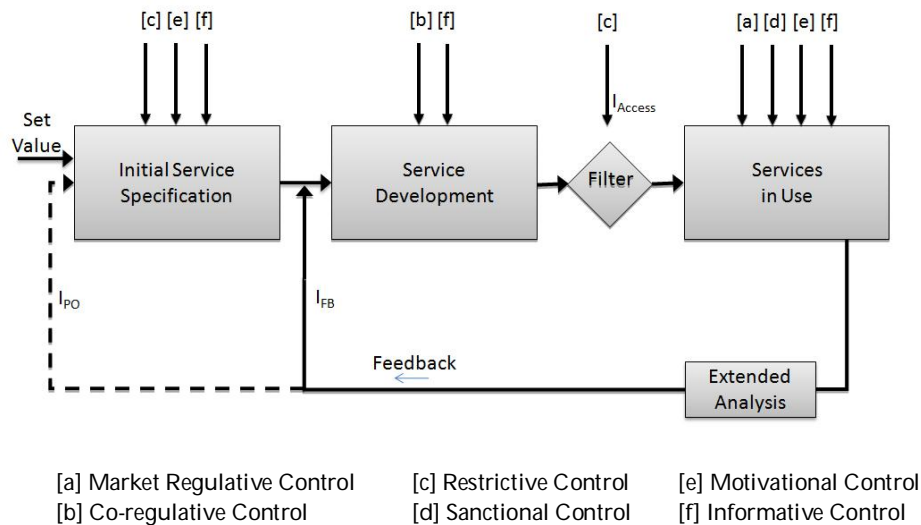 [c] [e] [f]
[b] [f]
[c]
[a] [d] [e] [f]
I_Access
Set
Value
Initial Service
Specification
Service
Development
Filter
Services
in Use
I_PO
I_FB
Feedback
Extended
Analysis
[a] Market Regulative Control
[c] Restrictive Control
[e] Motivational Control
[b] Co-regulative Control
[d] Sanctional Control
[f] Informative Control